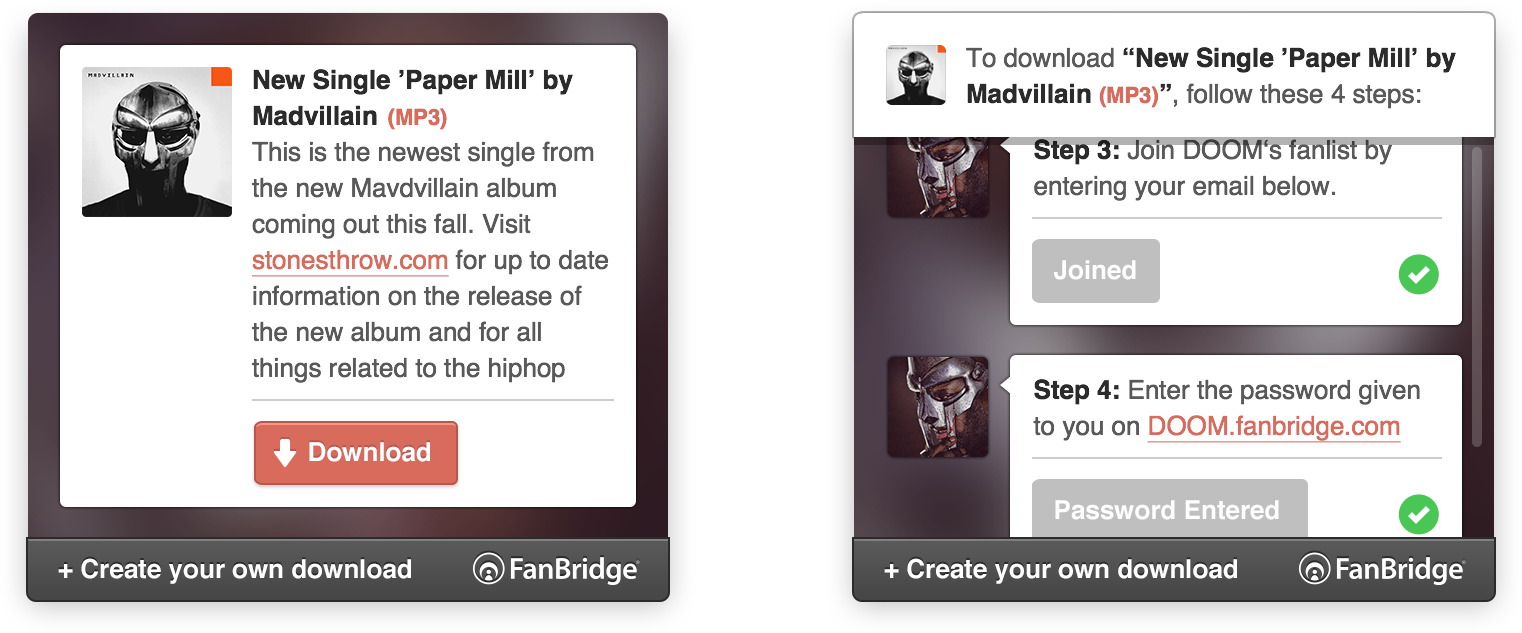 MADVILLAIN
New Single ’Paper Mill’ by
Madvillain (MP3)
This is the newest single from
the new Mavdvillain album
coming out this fall. Visit
stonesthrow.com for up to date
information on the release of
the new album and for all
things related to the hiphop
Download
+ Create your own download
FanBridge
To download “New Single ’Paper Mill’ by
Madvillain (MP3)”, follow these 4 steps:
Step 3: Join DOOM‘s fanlist by
entering your email below.
Joined
Step 4: Enter the password given
to you on DOOM.fanbridge.com
Password Entered
+ Create your own download
FanBridge